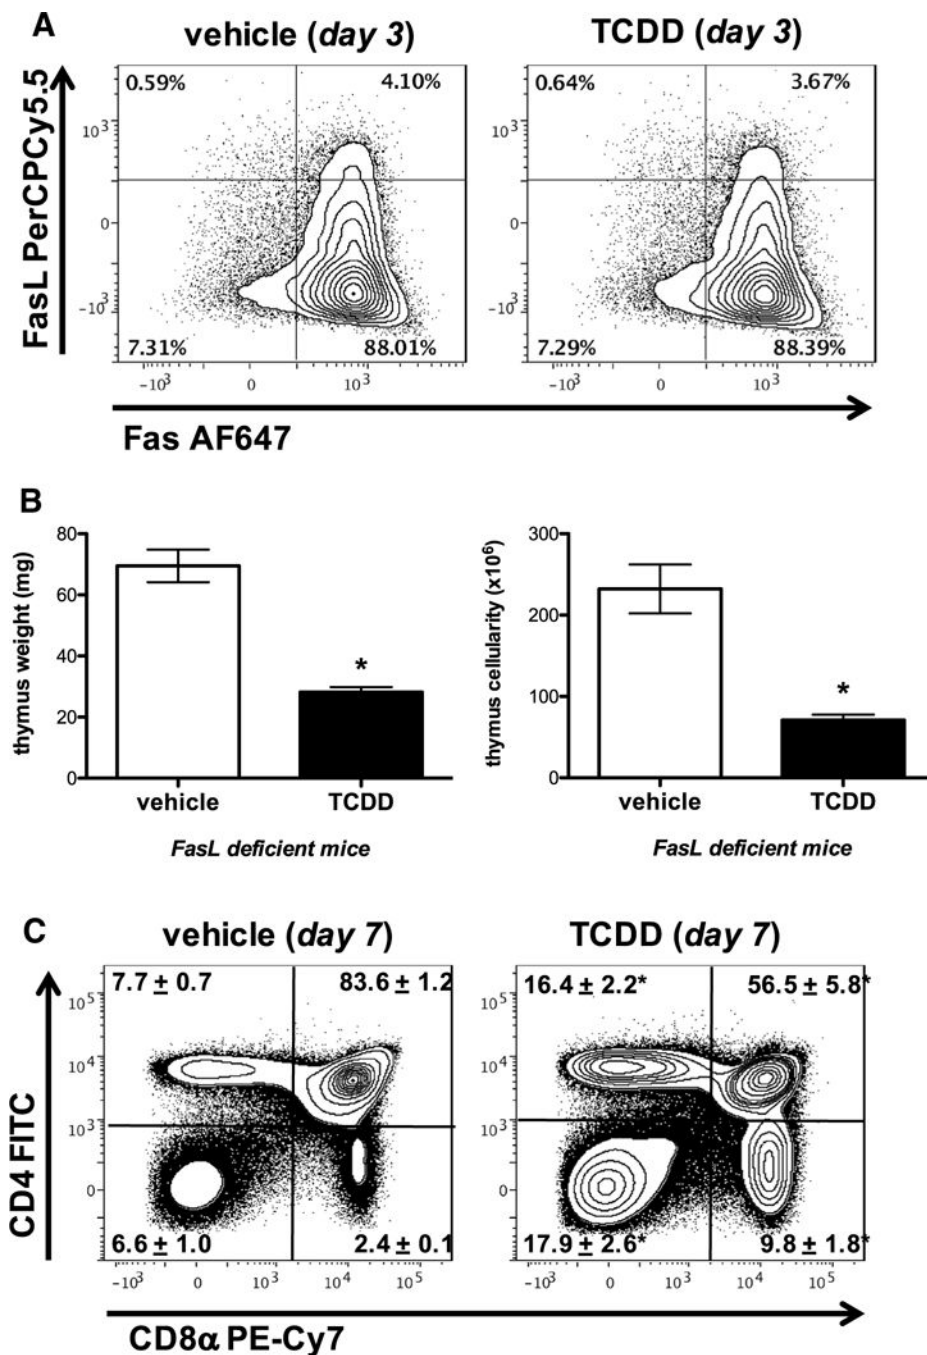 A
vehicle (day 3)
TCDD (day 3)
FasL PerCPCy5.5
0.59%
4.10%
0.64%
3.67%
10³
0
-10³
7.31%
88.01%
7.29%
88.39%
-10³ 0 10³
-10³ 0 10³
Fas AF647
B
thymus weight (mg)
80
60
40
20
0
*
vehicle TCDD
FasL deficient mice
thymus cellularity (x10⁶)
300
200
100
0
*
vehicle TCDD
FasL deficient mice
C
vehicle (day 7)
TCDD (day 7)
CD4 FITC
7.7 ± 0.7
83.6 ± 1.2
16.4 ± 2.2*
56.5 ± 5.8*
10⁵
10⁴
10³
0
10⁵
10⁴
10³
0
6.6 ± 1.0
2.4 ± 0.1
17.9 ± 2.6*
9.8 ± 1.8*
0 10³ 10⁴ 10⁵
0 10³ 10⁴ 10⁵
CD8α PE-Cy7